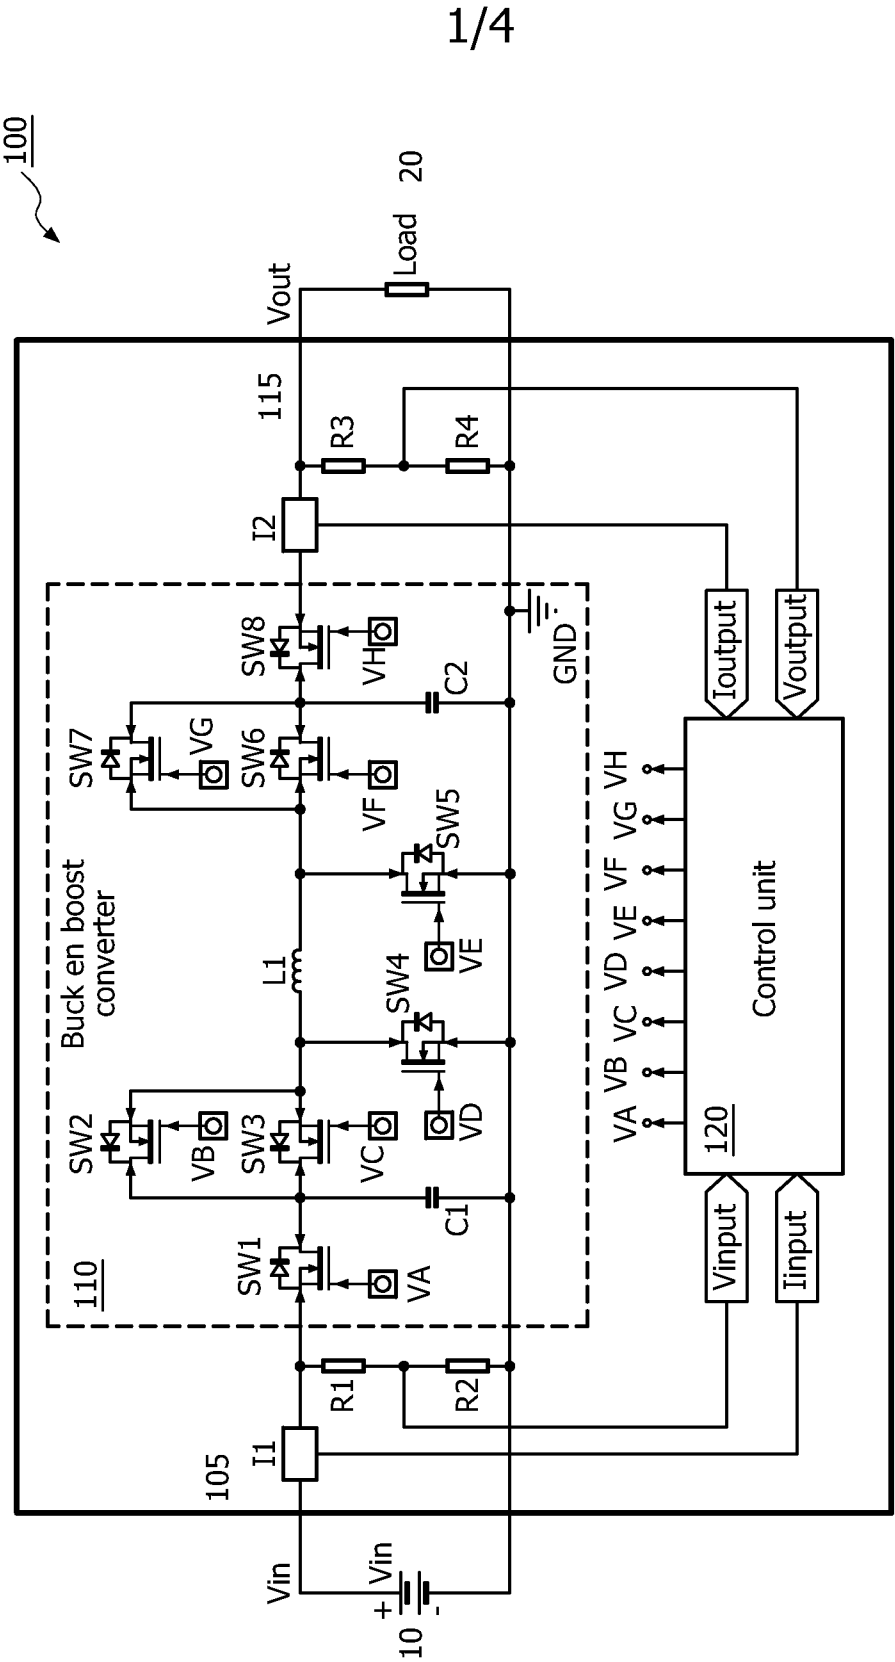 1/4
100
Vin
105
I1
Vin
+
-
10
R1
R2
110
Buck en boost
converter
SW1
VA
SW2
VB
SW3
VC
C1
SW4
VD
L1
SW5
VE
SW7
VG
SW6
VF
C2
SW8
VH
GND
I2
115
R3
R4
Vout
Load
20
VA
VB
VC
VD
VE
VF
VG
VH
120
Control unit
Vinput
Iinput
Ioutput
Voutput